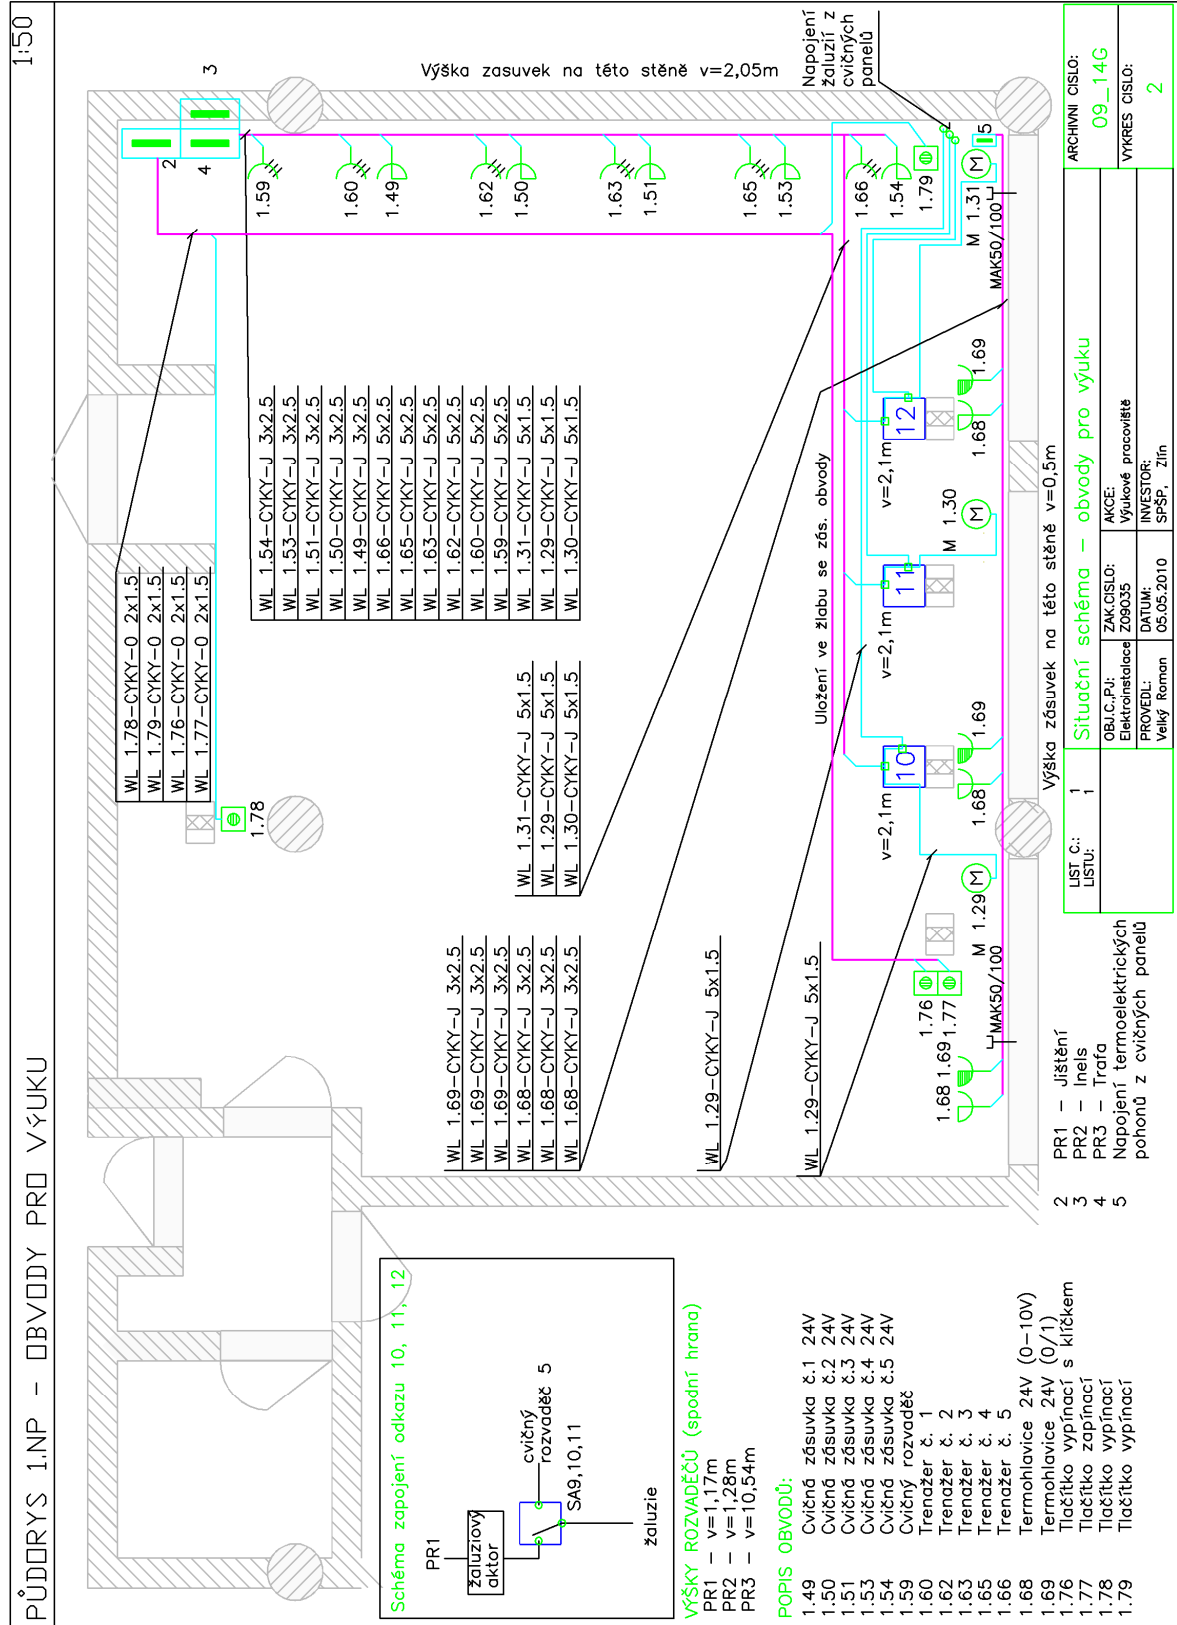 PŮDORYS 1.NP - OBVODY PRO VÝUKU
1:50
Výška zasuvek na této stěně v=2,05m
Napojení
žaluzií z
cvičných
panelů
2
3
4
5
1.59
1.60
1.49
1.62
1.50
1.63
1.51
1.65
1.53
1.66
1.54
1.79
M 1.31
MAK50/100
WL 1.78-CYKY-O 2x1.5
WL 1.79-CYKY-O 2x1.5
WL 1.76-CYKY-O 2x1.5
WL 1.77-CYKY-O 2x1.5
1.78
WL 1.54-CYKY-J 3x2.5
WL 1.53-CYKY-J 3x2.5
WL 1.51-CYKY-J 3x2.5
WL 1.50-CYKY-J 3x2.5
WL 1.49-CYKY-J 3x2.5
WL 1.66-CYKY-J 5x2.5
WL 1.65-CYKY-J 5x2.5
WL 1.63-CYKY-J 5x2.5
WL 1.62-CYKY-J 5x2.5
WL 1.60-CYKY-J 5x2.5
WL 1.59-CYKY-J 5x2.5
WL 1.31-CYKY-J 5x1.5
WL 1.29-CYKY-J 5x1.5
WL 1.30-CYKY-J 5x1.5
WL 1.31-CYKY-J 5x1.5
WL 1.29-CYKY-J 5x1.5
WL 1.30-CYKY-J 5x1.5
WL 1.69-CYKY-J 3x2.5
WL 1.69-CYKY-J 3x2.5
WL 1.69-CYKY-J 3x2.5
WL 1.68-CYKY-J 3x2.5
WL 1.68-CYKY-J 3x2.5
WL 1.68-CYKY-J 3x2.5
WL 1.29-CYKY-J 5x1.5
WL 1.29-CYKY-J 5x1.5
Uložení ve žlabu se zás. obvody
v=2,1m
12
1.68
1.69
M
M 1.30
v=2,1m
11
v=2,1m
10
1.68
1.69
M
M 1.29
M
1.76
1.77
MAK50/100
1.68
1.69
Výška zásuvek na této stěně v=0,5m
Schéma zapojení odkazu 10, 11, 12
PR1
žaluziový
aktor
cvičný
rozvaděč 5
SA9,10,11
žaluzie
VÝŠKY ROZVADĚČŮ (spodní hrana)
PR1 - v=1,17m
PR2 - v=1,28m
PR3 - v=10,54m
POPIS OBVODŮ:
1.49 Cvičná zásuvka č.1 24V
1.50 Cvičná zásuvka č.2 24V
1.51 Cvičná zásuvka č.3 24V
1.53 Cvičná zásuvka č.4 24V
1.54 Cvičná zásuvka č.5 24V
1.59 Cvičný rozvaděč
1.60 Trenažer č. 1
1.62 Trenažer č. 2
1.63 Trenažer č. 3
1.65 Trenažer č. 4
1.66 Trenažer č. 5
1.68 Termohlavice 24V (0-10V)
1.69 Termohlavice 24V (0/1)
1.76 Tlačítko vypínací s klíčkem
1.77 Tlačítko zapínací
1.78 Tlačítko vypínací
1.79 Tlačítko vypínací
2 PR1 - Jištění
3 PR2 - Inels
4 PR3 - Trafa
5 Napojení termoelektrických
pohonů z cvičných panelů
LIST C.: 1
LISTU: 1
Situační schéma - obvody pro výuku
OBJ.C.,PJ:
Elektroinstalace
ZAK.CISLO:
Z09035
AKCE:
Výukové pracoviště
PROVEDL:
Velký Roman
DATUM:
05.05.2010
INVESTOR:
SPŠP, Zlín
ARCHIVNI CISLO:
09_14G
VYKRES CISLO:
2